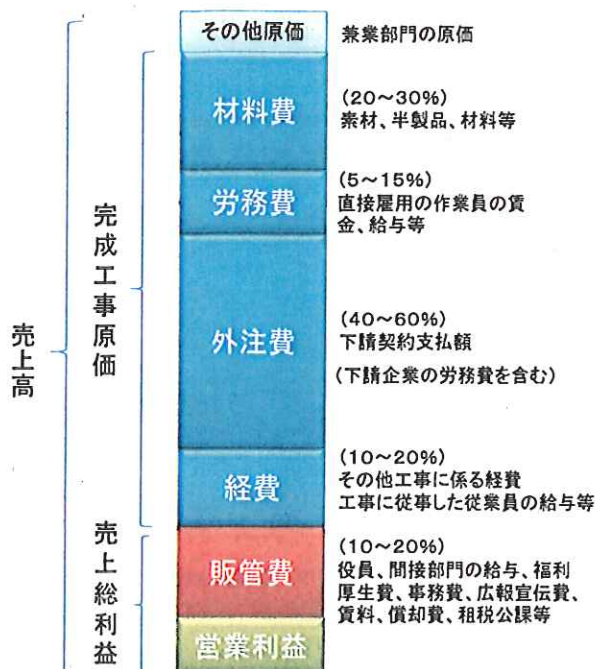 その他原価
兼業部門の原価
材料費
(20～30%)
素材、半製品、材料等
労務費
(5～15%)
直接雇用の作業員の賃
金、給与等
外注費
(40～60%)
下請契約支払額
(下請企業の労務費を含む)
経費
(10～20%)
その他工事に係る経費
工事に従事した従業員の給与等
販管費
(10～20%)
役員、間接部門の給与、福利
厚生費、事務費、広報宣伝費、
賃料、償却費、租税公課等
営業利益
完成工事原価
売上高
売上総利益